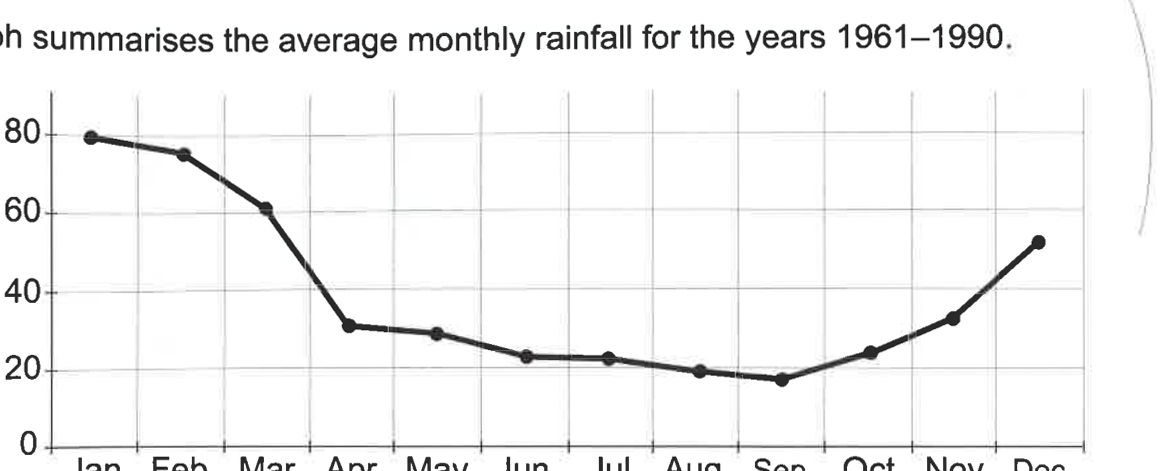 summarises the average monthly rainfall for the years 1961–1990.
80
60
40
20
0
Jan Feb Mar Apr May Jun Jul Aug Sep Oct Nov Dec